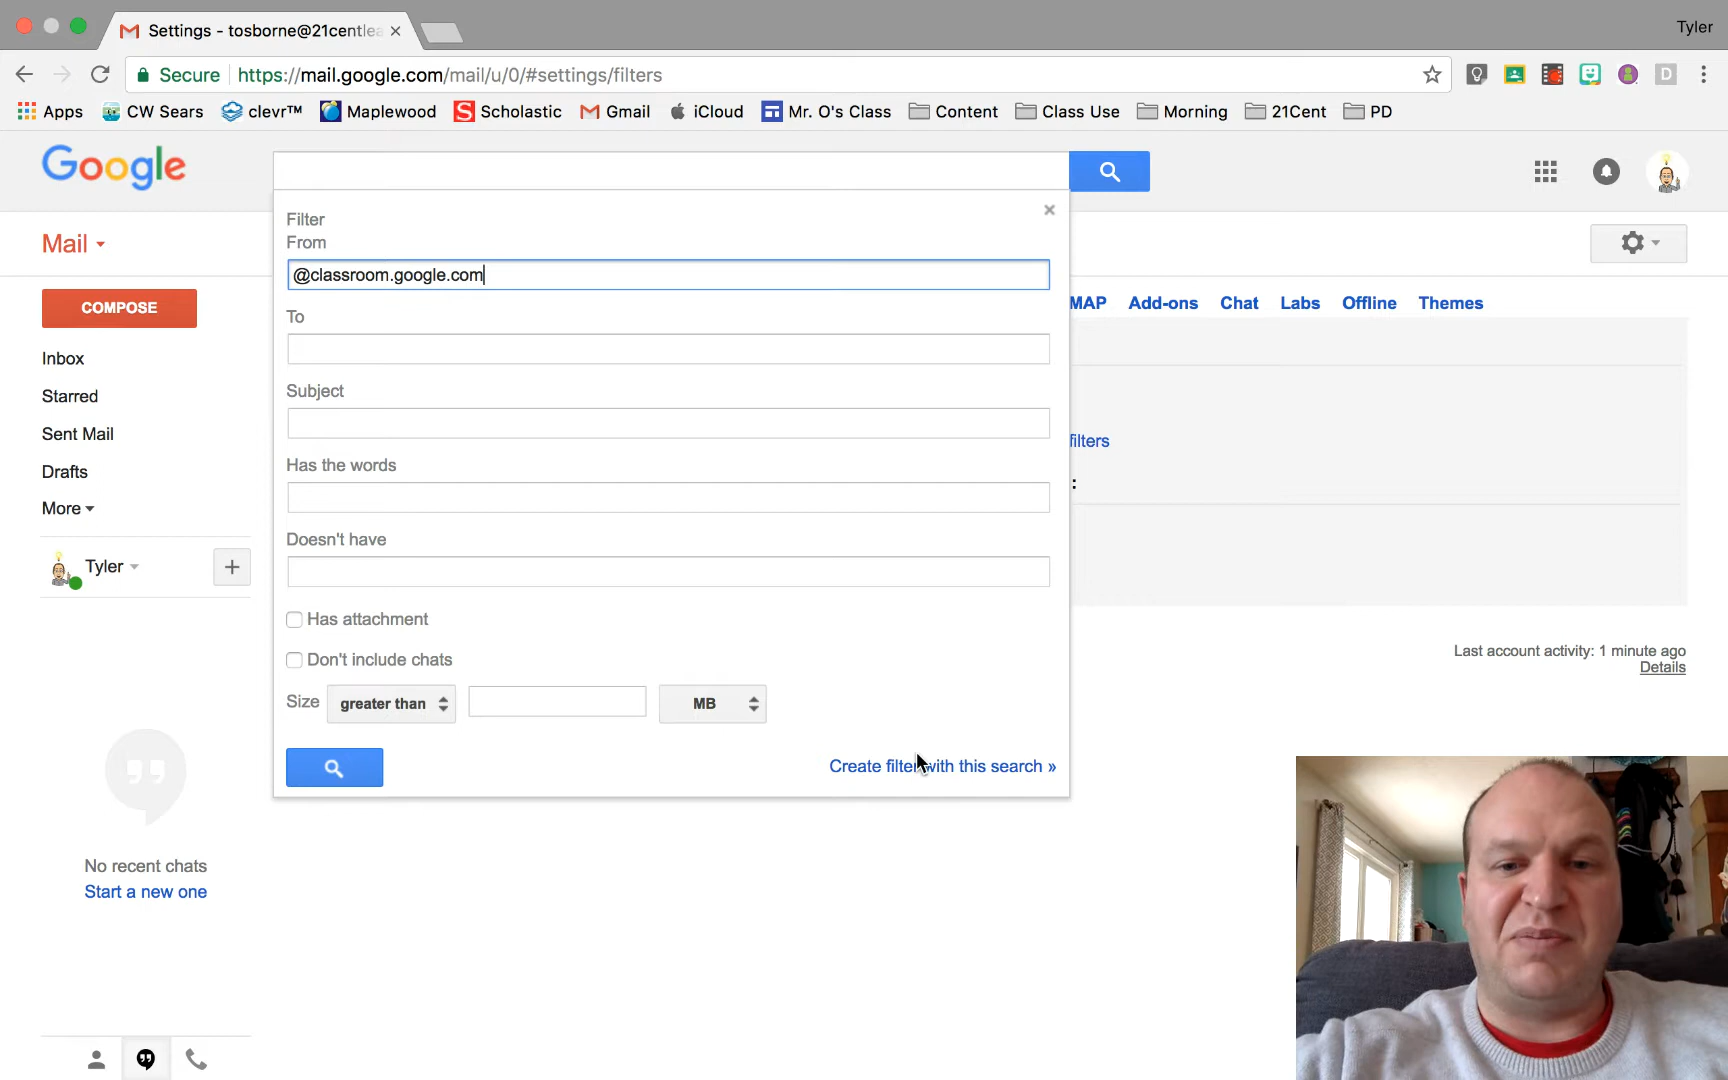 Settings - tosborne@21centlea
Tyler
Secure https://mail.google.com/mail/u/0/#settings/filters
D
Apps CW Sears clevr™ Maplewood Scholastic Gmail iCloud Mr. O's Class Content Class Use Morning 21Cent PD
Google
Filter
From
@classroom.google.com
To
Subject
Has the words
Doesn't have
Has attachment
Don't include chats
Size greater than MB
Create filter with this search »
Mail
COMPOSE
Inbox
Starred
Sent Mail
Drafts
More
Tyler
No recent chats
Start a new one
MAP Add-ons Chat Labs Offline Themes
filters
:
Last account activity: 1 minute ago
Details